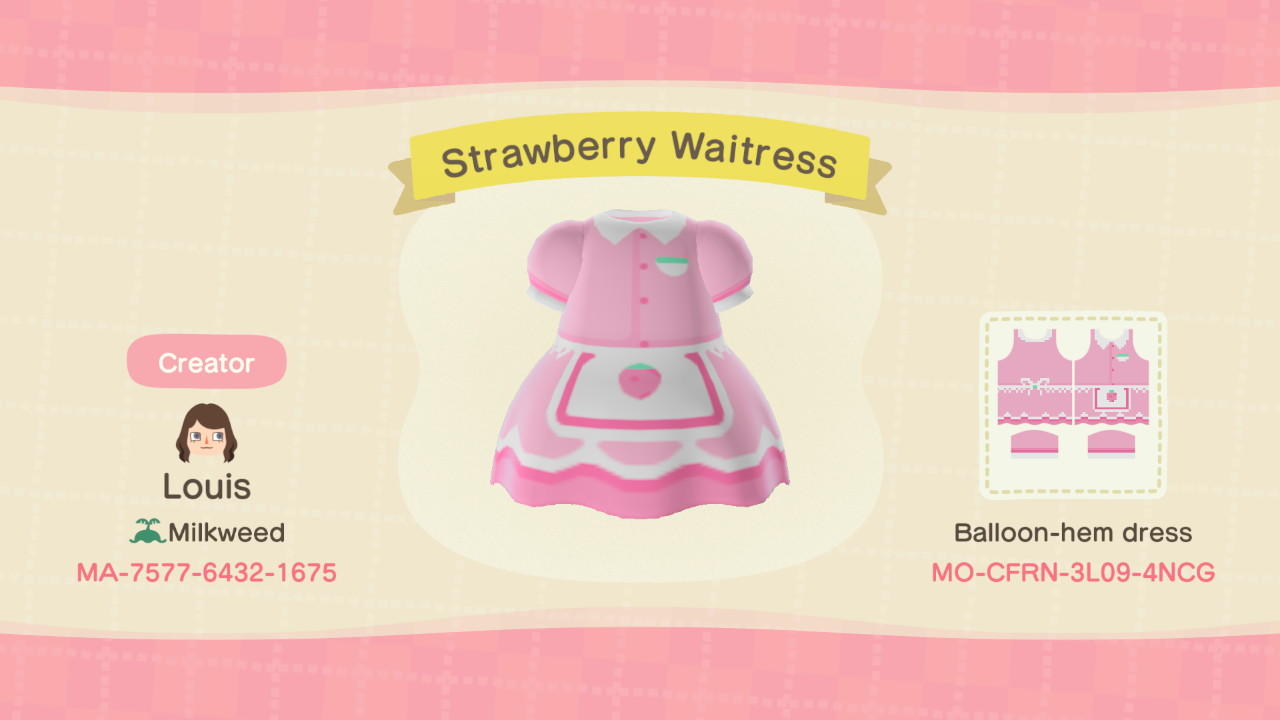 Strawberry Waitress
Creator
Louis
Milkweed
MA-7577-6432-1675
Balloon-hem dress
MO-CFRN-3L09-4NCG